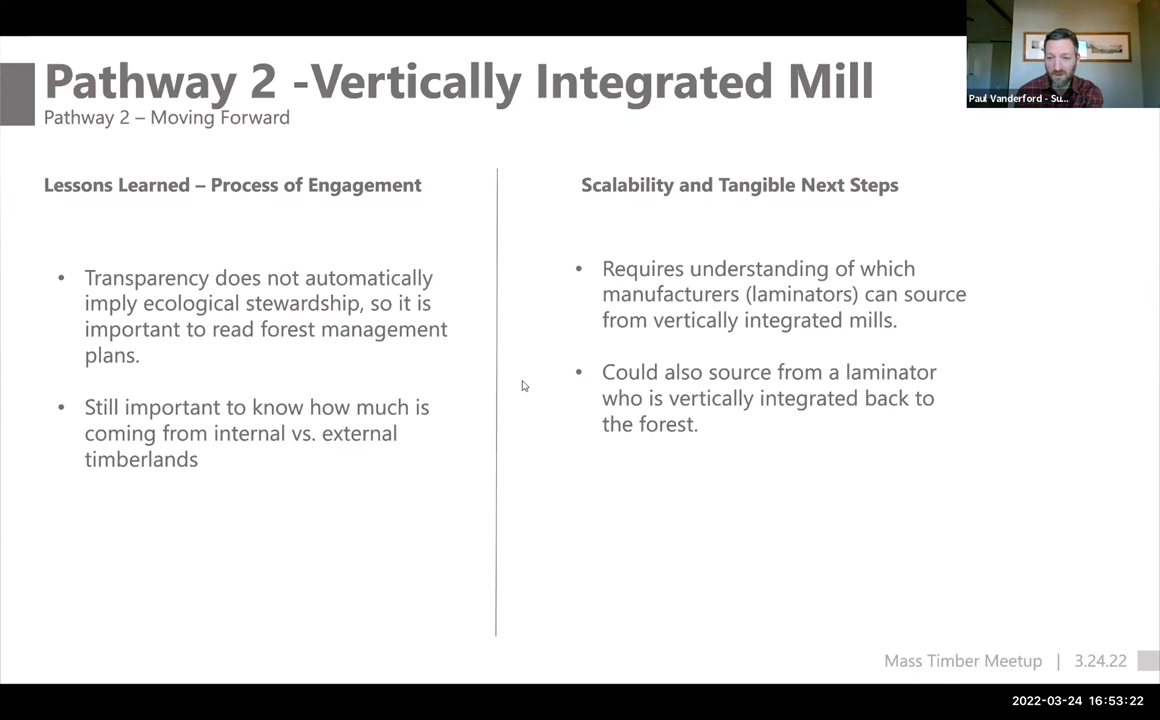 Pathway 2 -Vertically Integrated Mill
Pathway 2 – Moving Forward
Paul Vanderford - Su...
Lessons Learned – Process of Engagement
• Transparency does not automatically
imply ecological stewardship, so it is
important to read forest management
plans.
• Still important to know how much is
coming from internal vs. external
timberlands
Scalability and Tangible Next Steps
• Requires understanding of which
manufacturers (laminators) can source
from vertically integrated mills.
• Could also source from a laminator
who is vertically integrated back to
the forest.
Mass Timber Meetup | 3.24.22
2022-03-24 16:53:22